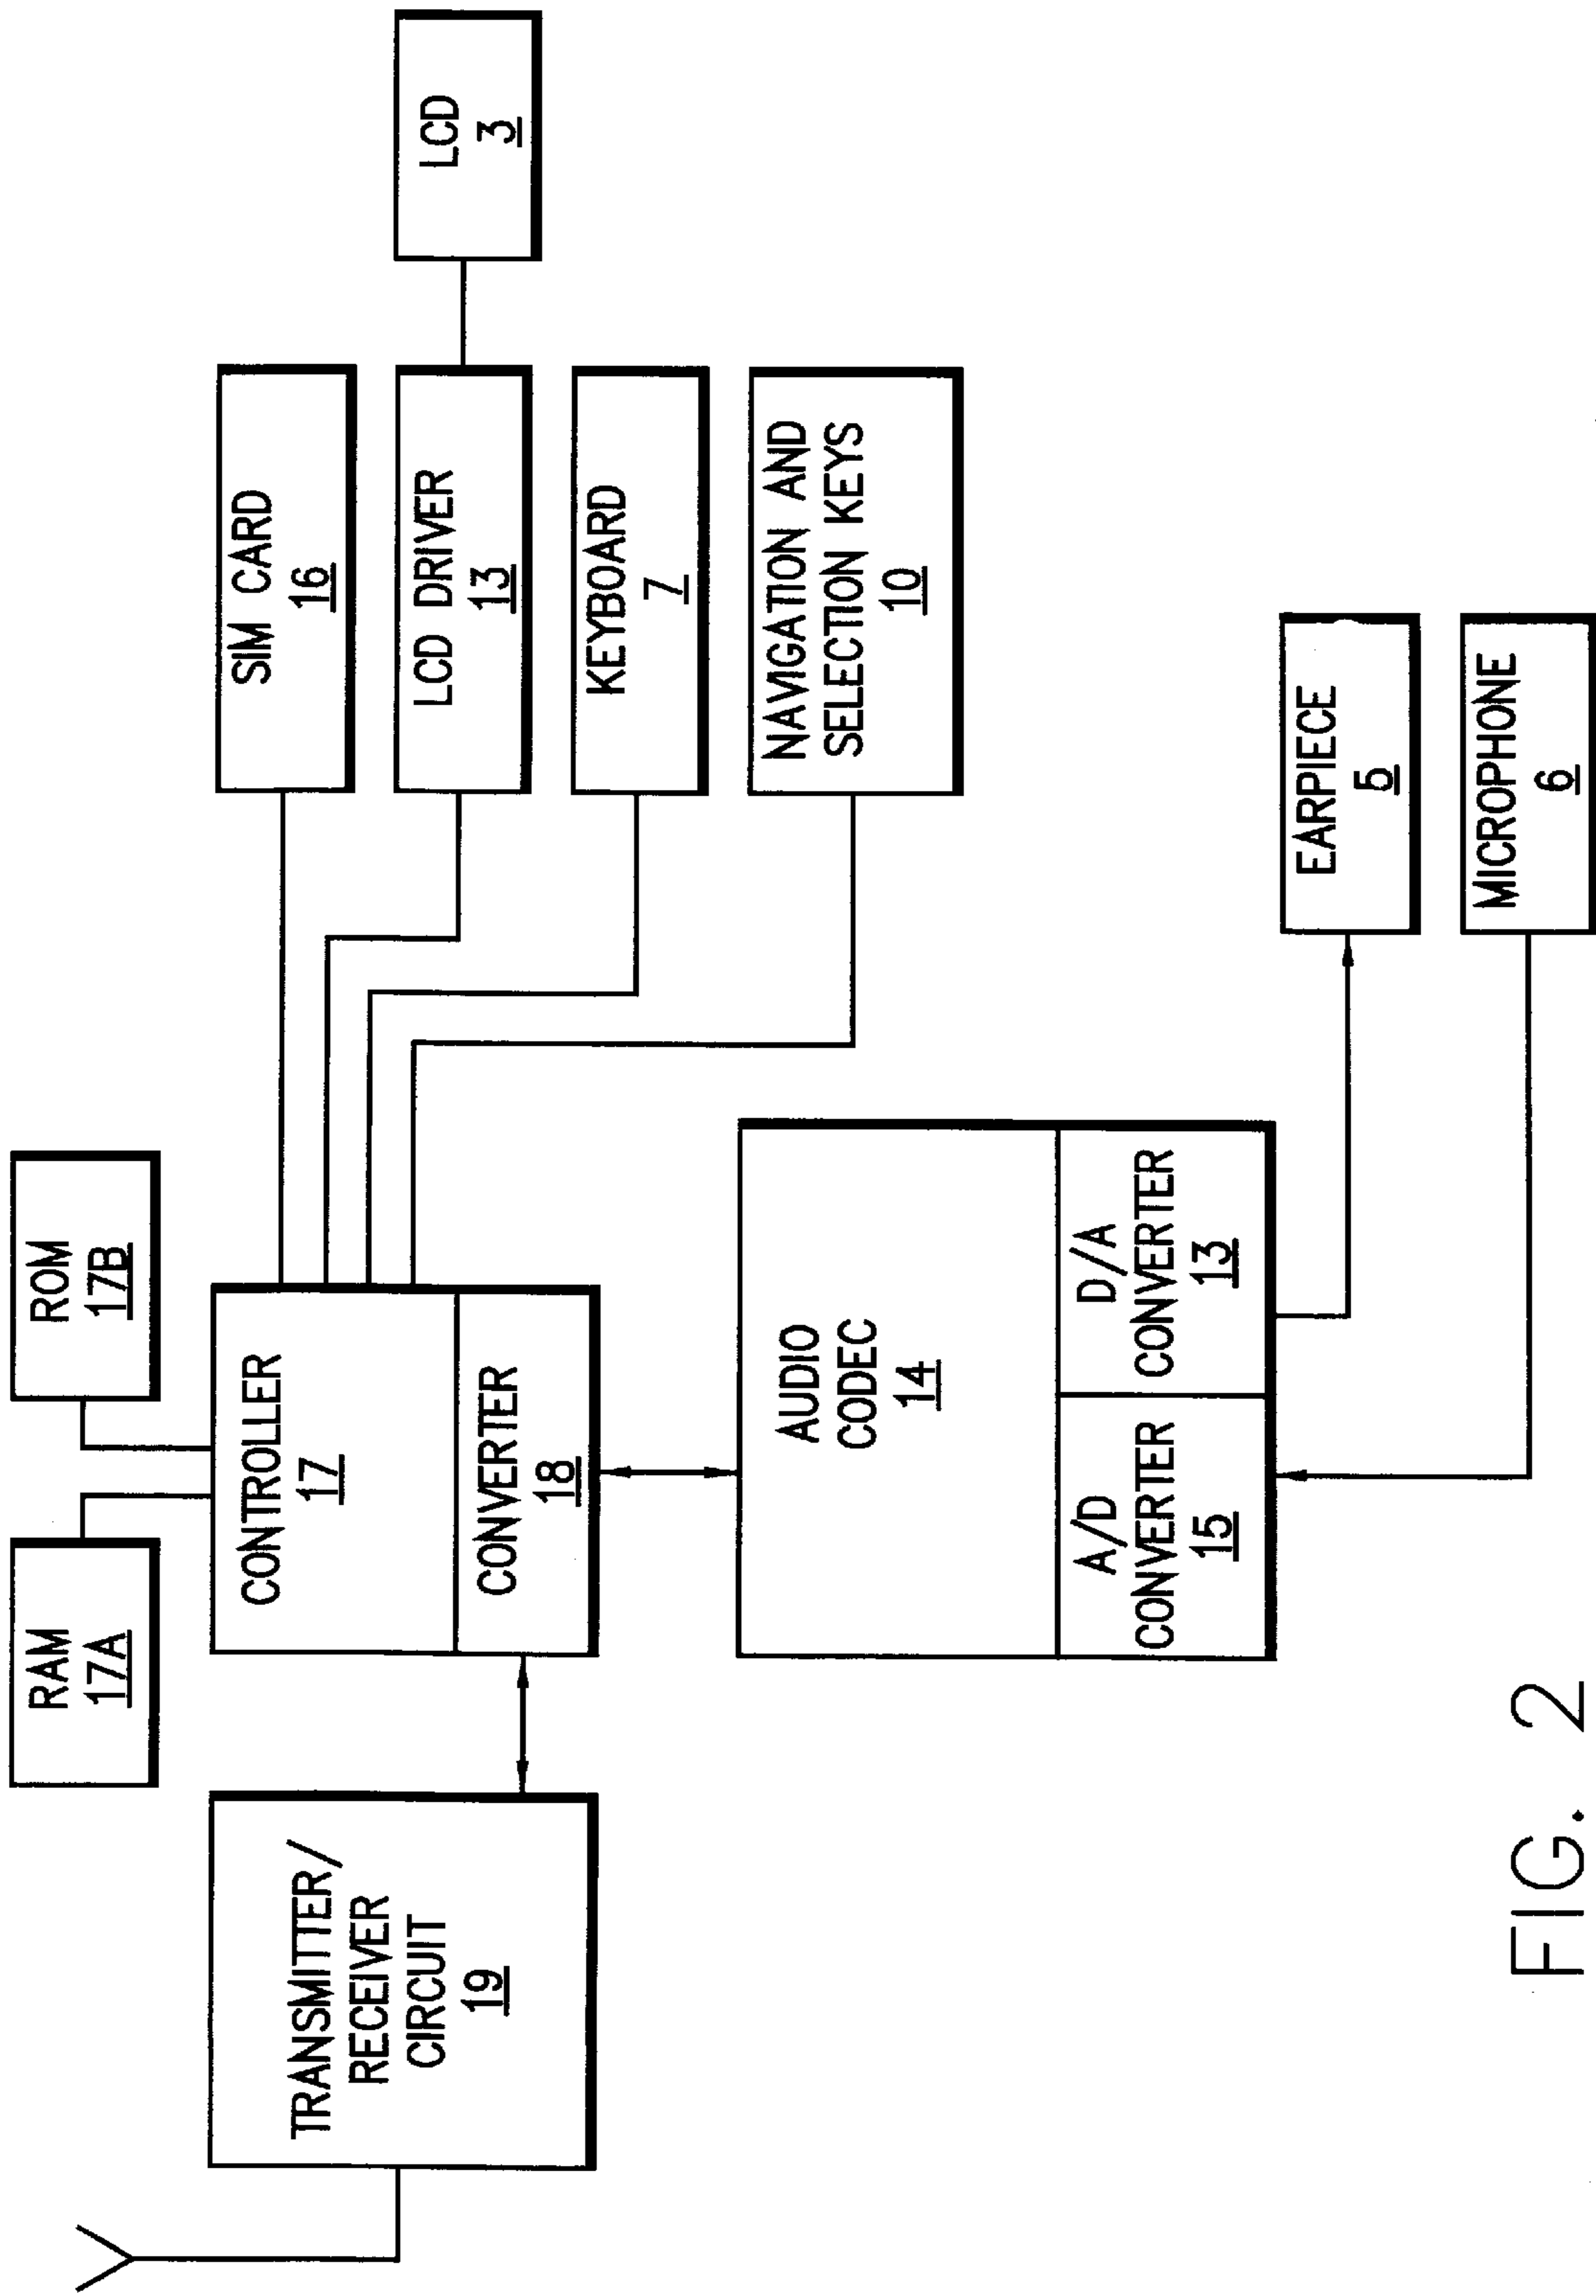 RAM
17A
ROM
17B
TRANSMITTER/
RECEIVER
CIRCUIT
19
CONTROLLER
17
CONVERTER
18
SIM CARD
16
LCD DRIVER
13
LCD
3
KEYBOARD
7
NAVIGATION AND
SELECTION KEYS
10
AUDIO
CODEC
14
A/D
CONVERTER
15
D/A
CONVERTER
13
EARPIECE
5
MICROPHONE
6
FIG. 2